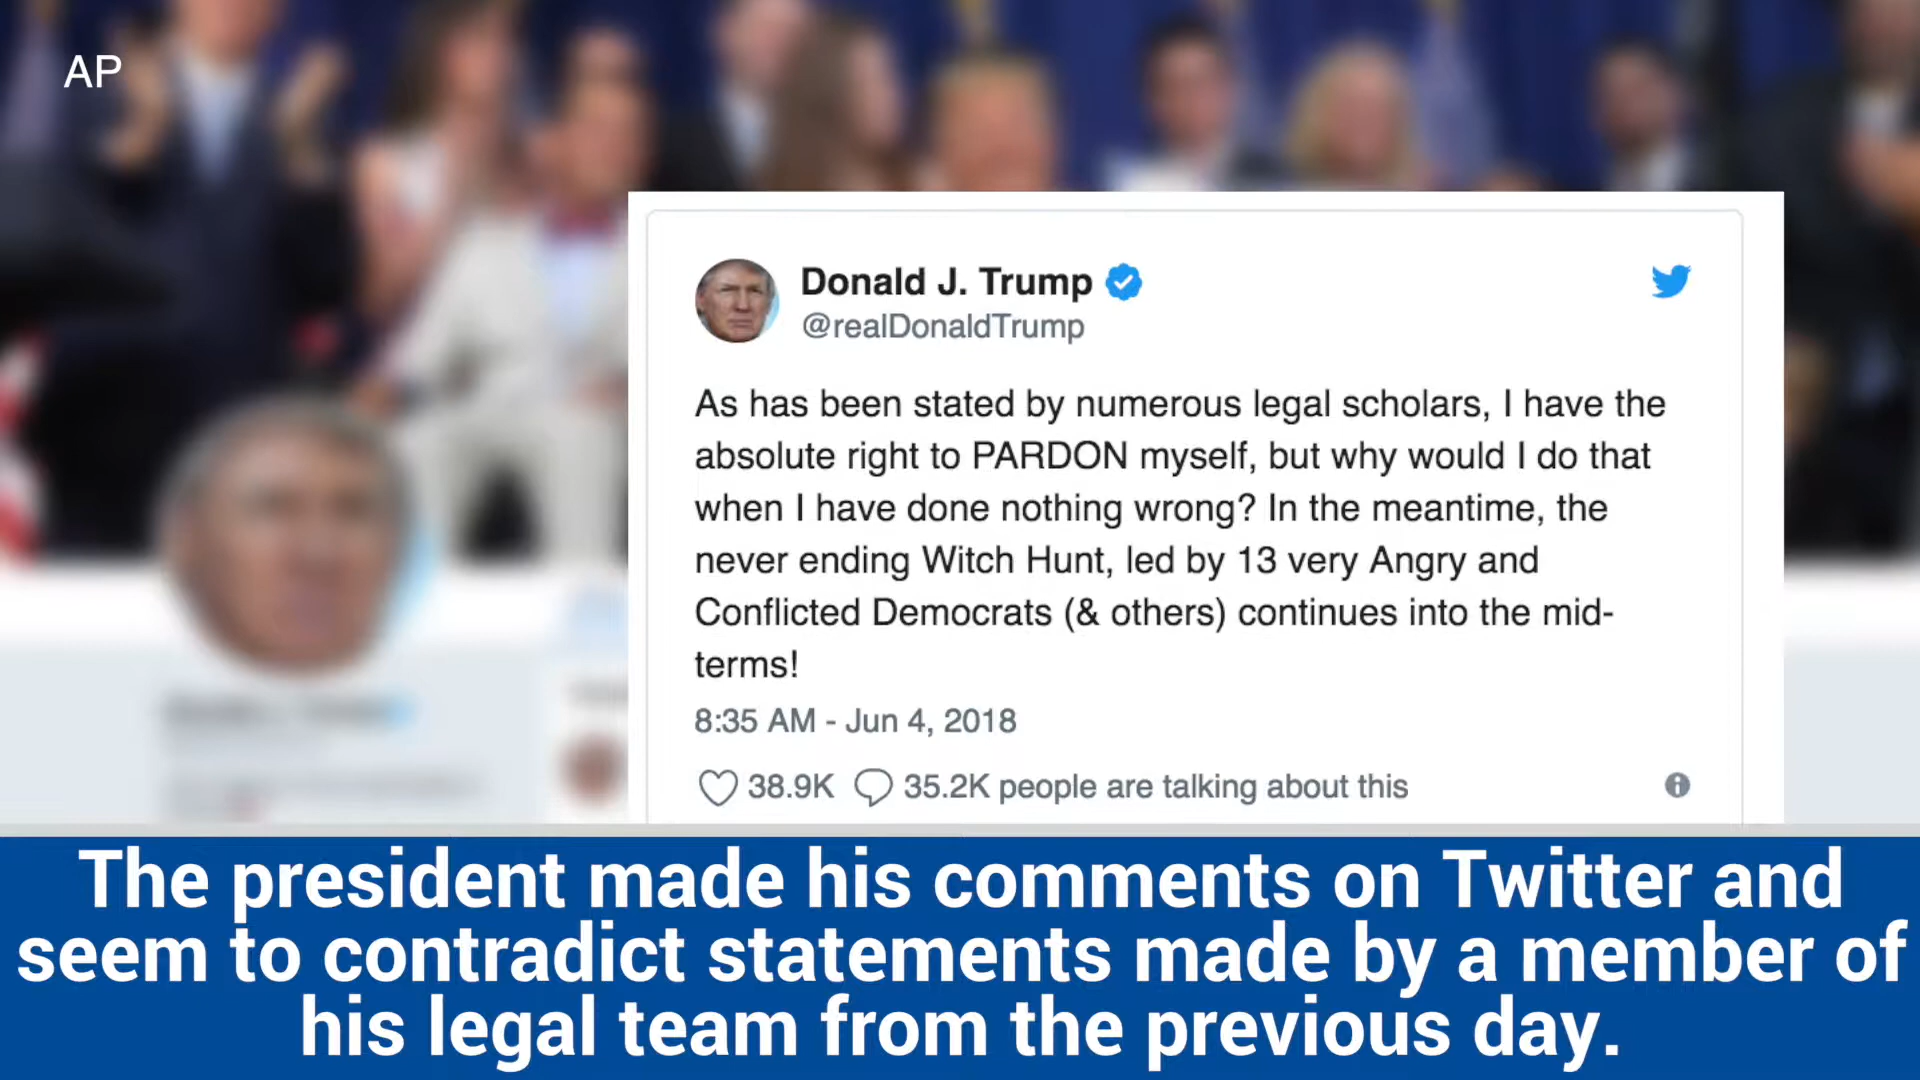 AP
Donald J. Trump
@realDonaldTrump
As has been stated by numerous legal scholars, I have the
absolute right to PARDON myself, but why would I do that
when I have done nothing wrong? In the meantime, the
never ending Witch Hunt, led by 13 very Angry and
Conflicted Democrats (& others) continues into the mid-
terms!
8:35 AM - Jun 4, 2018
38.9K 35.2K people are talking about this
The president made his comments on Twitter and
seem to contradict statements made by a member of
his legal team from the previous day.